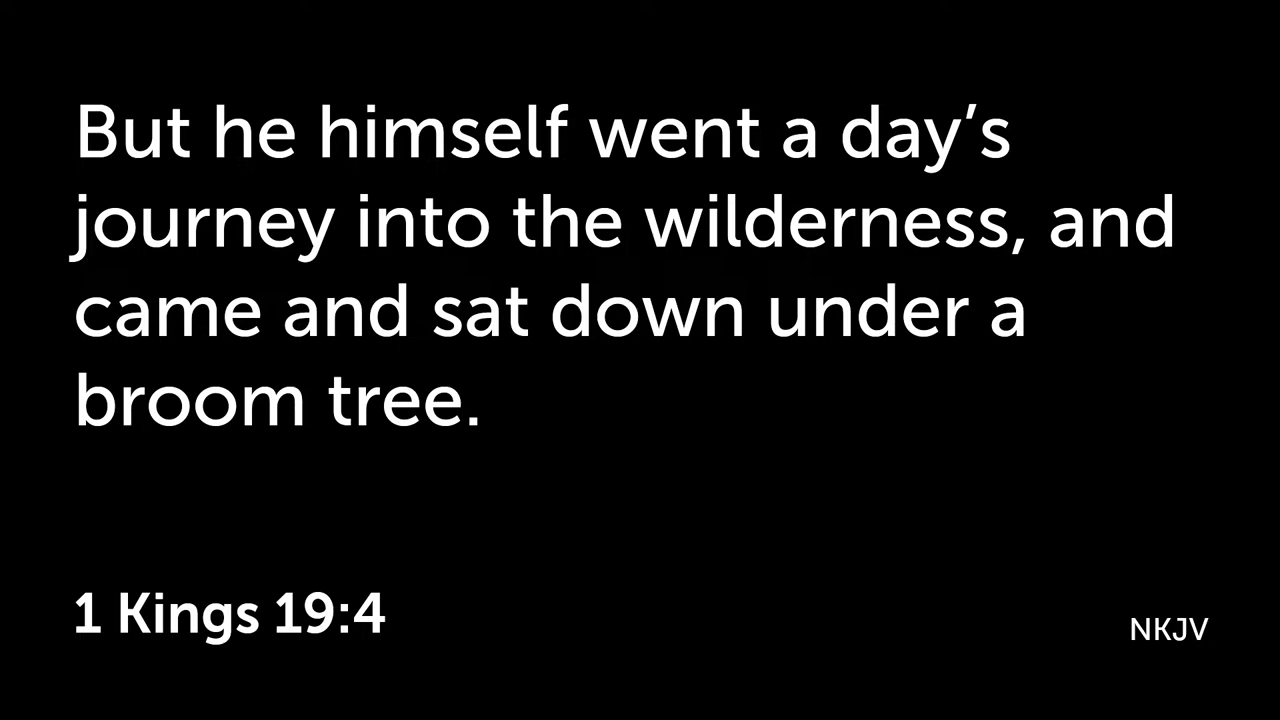 But he himself went a day’s
journey into the wilderness, and
came and sat down under a
broom tree.
1 Kings 19:4
NKJV